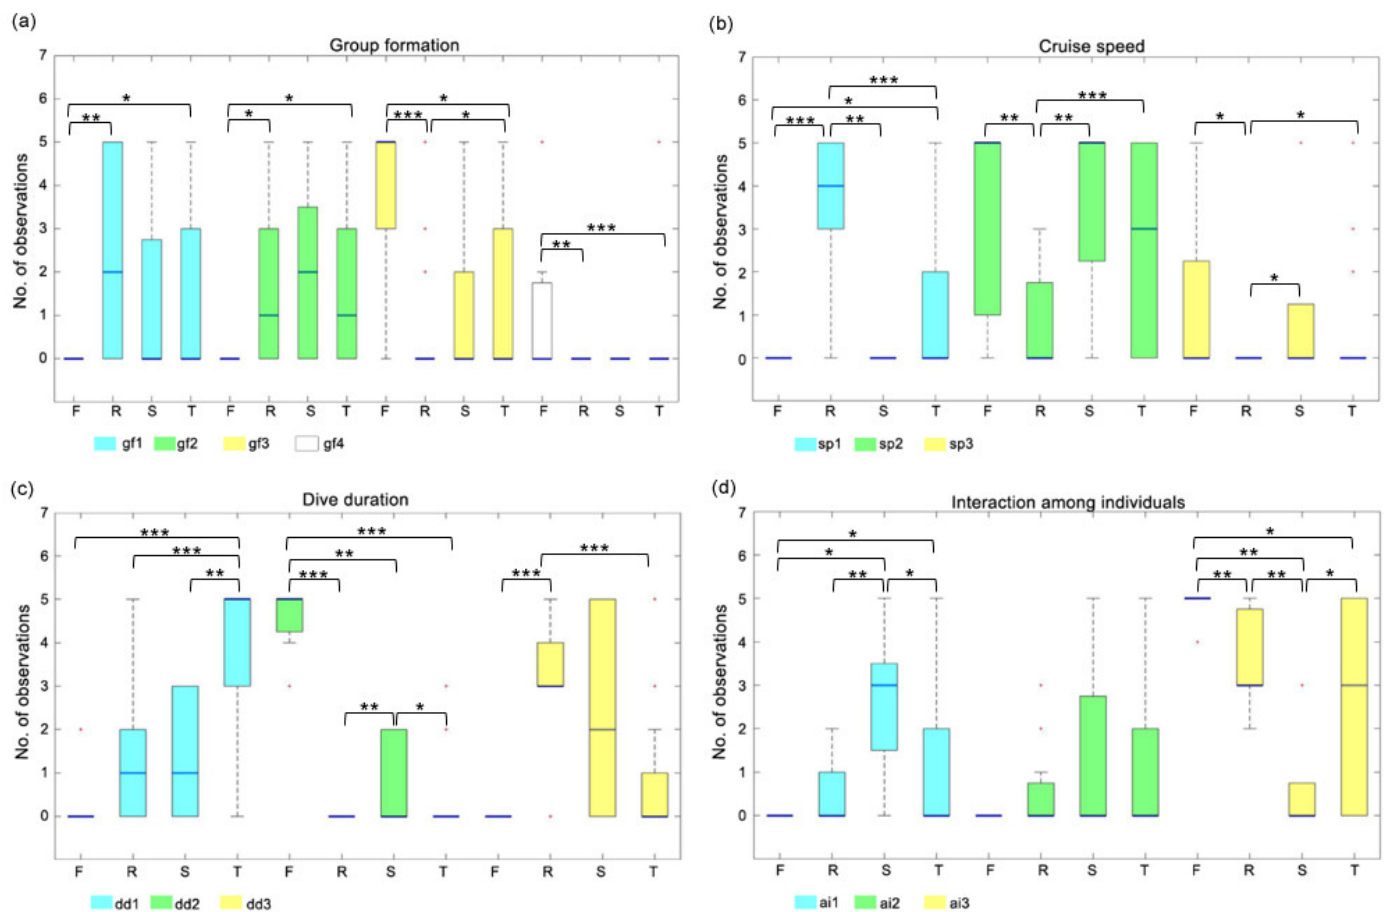 (a)
Group formation
No. of observations
7
6
5
4
3
2
1
0
* ** * * * *** * *** **
F R S T F R S T F R S T F R S T
gf1 gf2 gf3 gf4
(b)
Cruise speed
No. of observations
7
6
5
4
3
2
1
0
*** * *** ** *** ** ** * * *
F R S T F R S T F R S T
sp1 sp2 sp3
(c)
Dive duration
No. of observations
7
6
5
4
3
2
1
0
*** *** ** *** ** *** ** * *** ***
F R S T F R S T F R S T
dd1 dd2 dd3
(d)
Interaction among individuals
No. of observations
7
6
5
4
3
2
1
0
* * ** * * ** ** ** *
F R S T F R S T F R S T
ai1 ai2 ai3